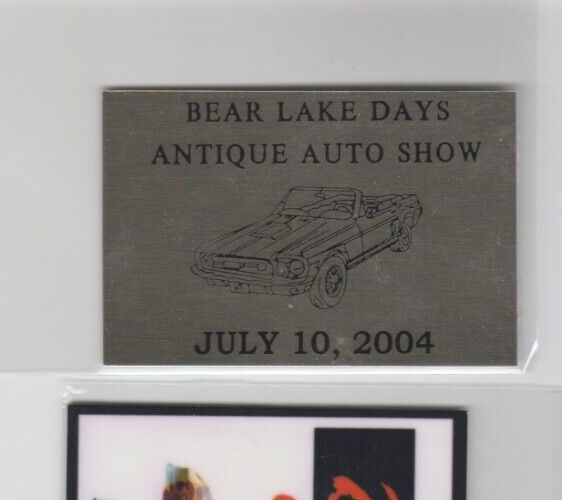 BEAR LAKE DAYS
ANTIQUE AUTO SHOW
JULY 10, 2004